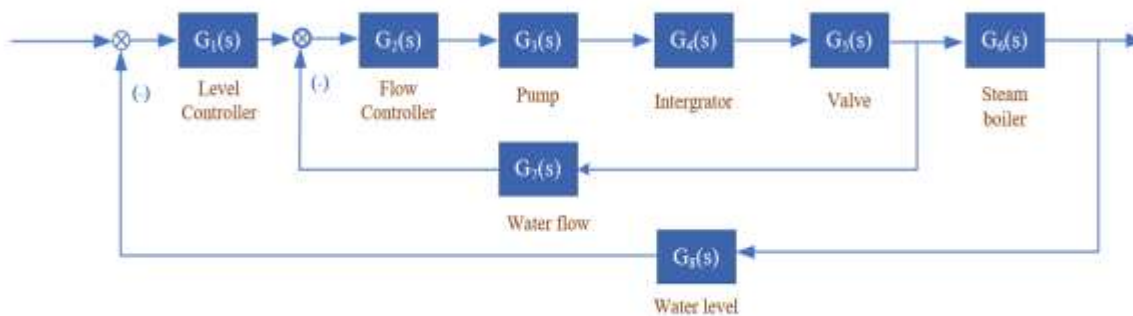 G₁(s)
G₂(s)
G₃(s)
G₄(s)
G₅(s)
G₆(s)
(-)
(-)
Level
Controller
Flow
Controller
Pump
Intergrator
Valve
Steam
boiler
G₇(s)
Water flow
G₈(s)
Water level